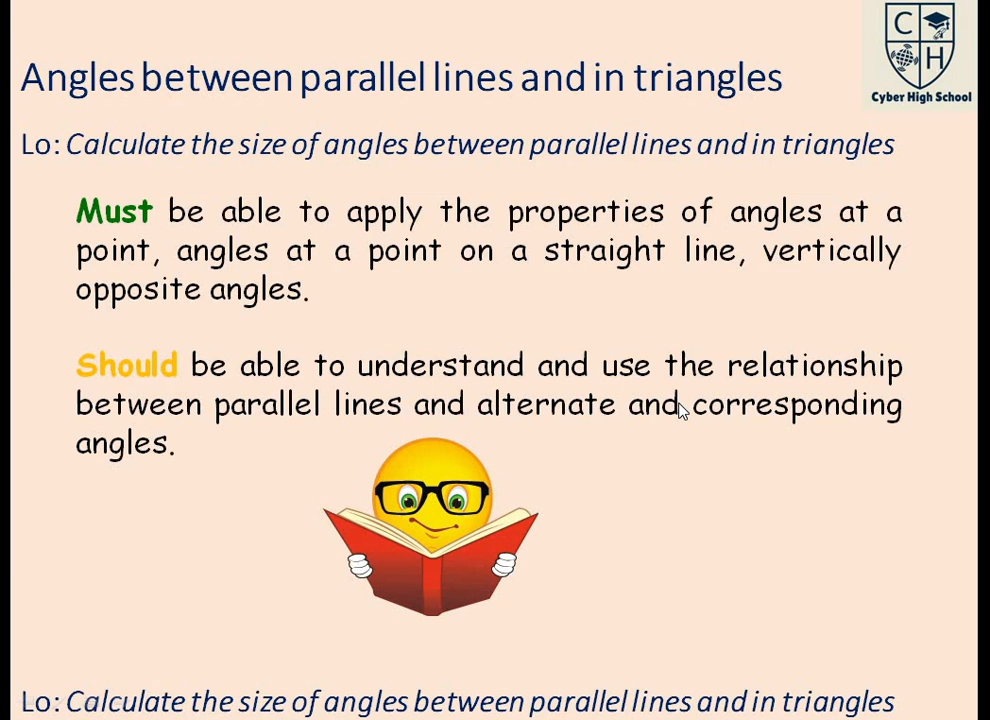 C
H
Cyber High School
Angles between parallel lines and in triangles
Lo: Calculate the size of angles between parallel lines and in triangles
Must be able to apply the properties of angles at a
point, angles at a point on a straight line, vertically
opposite angles.
Should be able to understand and use the relationship
between parallel lines and alternate and corresponding
angles.
Lo: Calculate the size of angles between parallel lines and in triangles